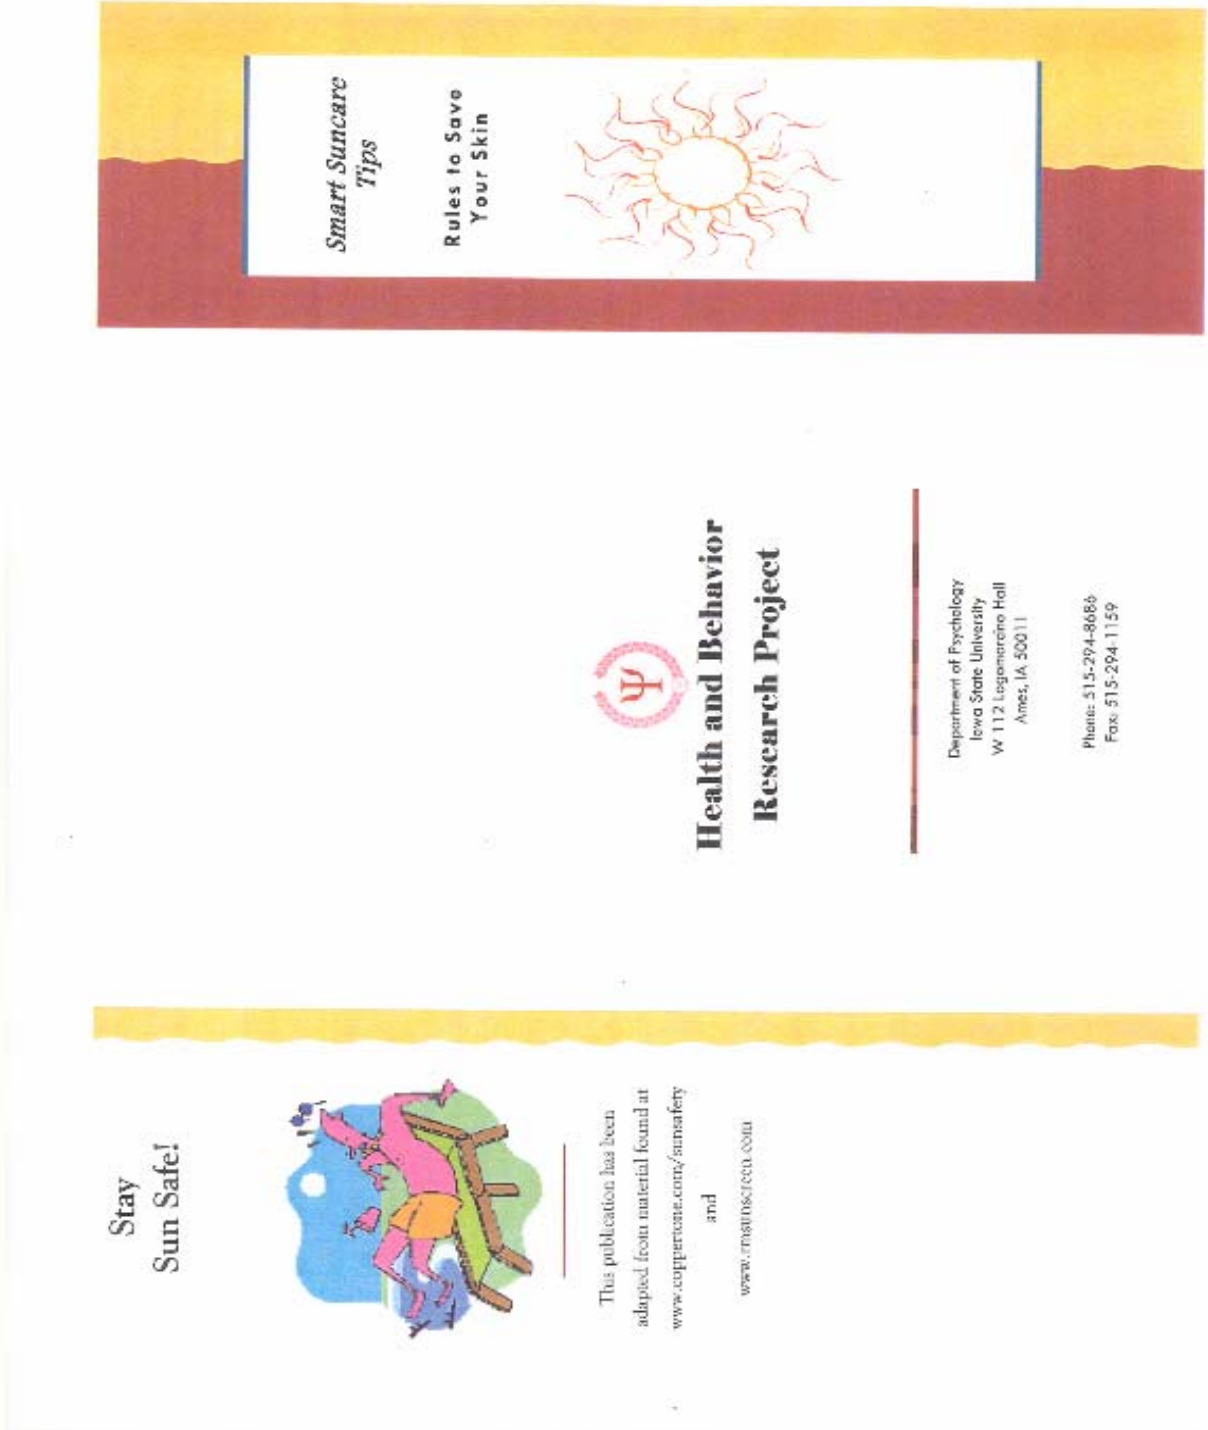 Stay
Sun Safe!
This publication has been
adapted from material found at
www.coppertone.com/sunsafety
and
www.rmsunscreen.com
Ψ
Health and Behavior
Research Project
Department of Psychology
Iowa State University
W 112 Lagomarcino Hall
Ames, IA 50011
Phone: 515-294-8686
Fax: 515-294-1159
Smart Suncare
Tips
Rules to Save
Your Skin